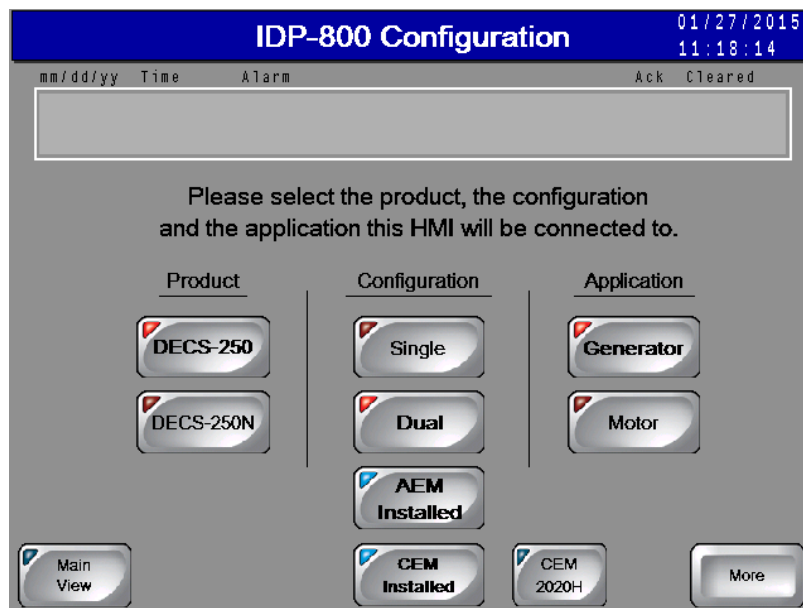 IDP-800 Configuration
01/27/2015
11:18:14
mm/dd/yy Time Alarm Ack Cleared
Please select the product, the configuration
and the application this HMI will be connected to.
Product Configuration Application
DECS-250 Single Generator
DECS-250N Dual Motor
AEM
Installed
Main
View
CEM
Installed
CEM
2020H
More